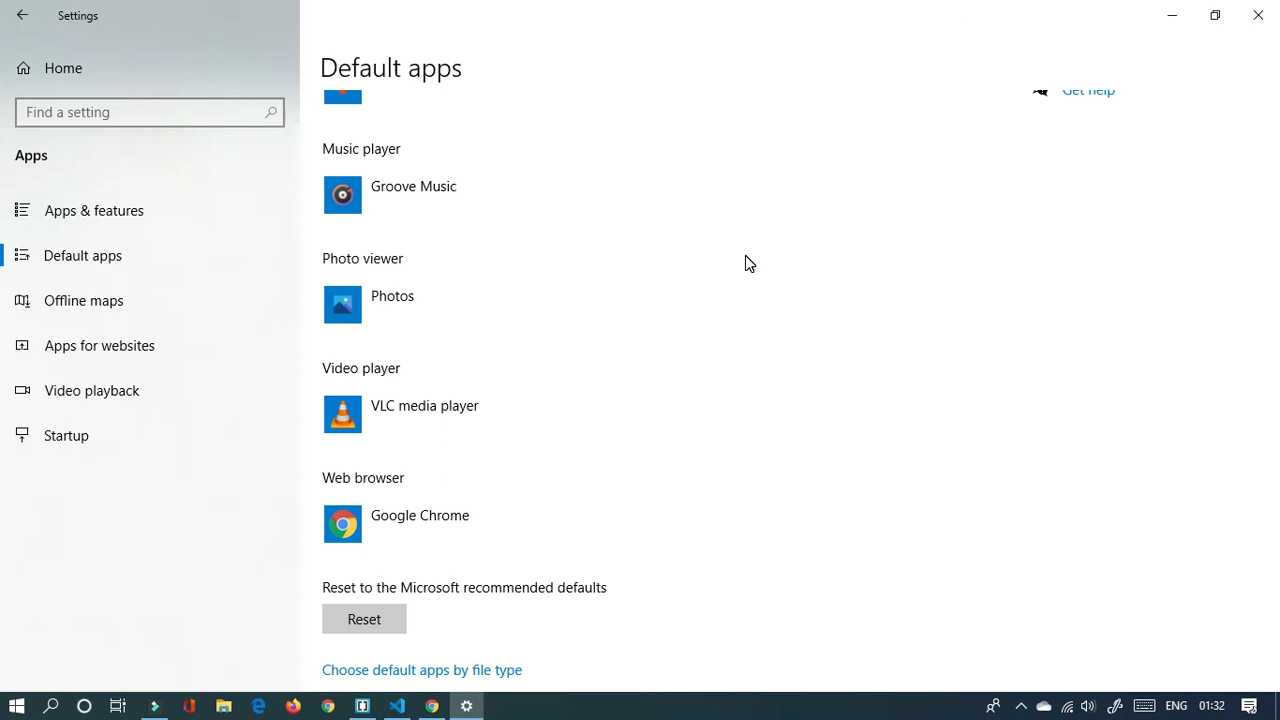 Settings
Home
Find a setting
Apps
Apps & features
Default apps
Offline maps
Apps for websites
Video playback
Startup
Default apps
Get help
Music player
Groove Music
Photo viewer
Photos
Video player
VLC media player
Web browser
Google Chrome
Reset to the Microsoft recommended defaults
Reset
Choose default apps by file type
ENG
01:32